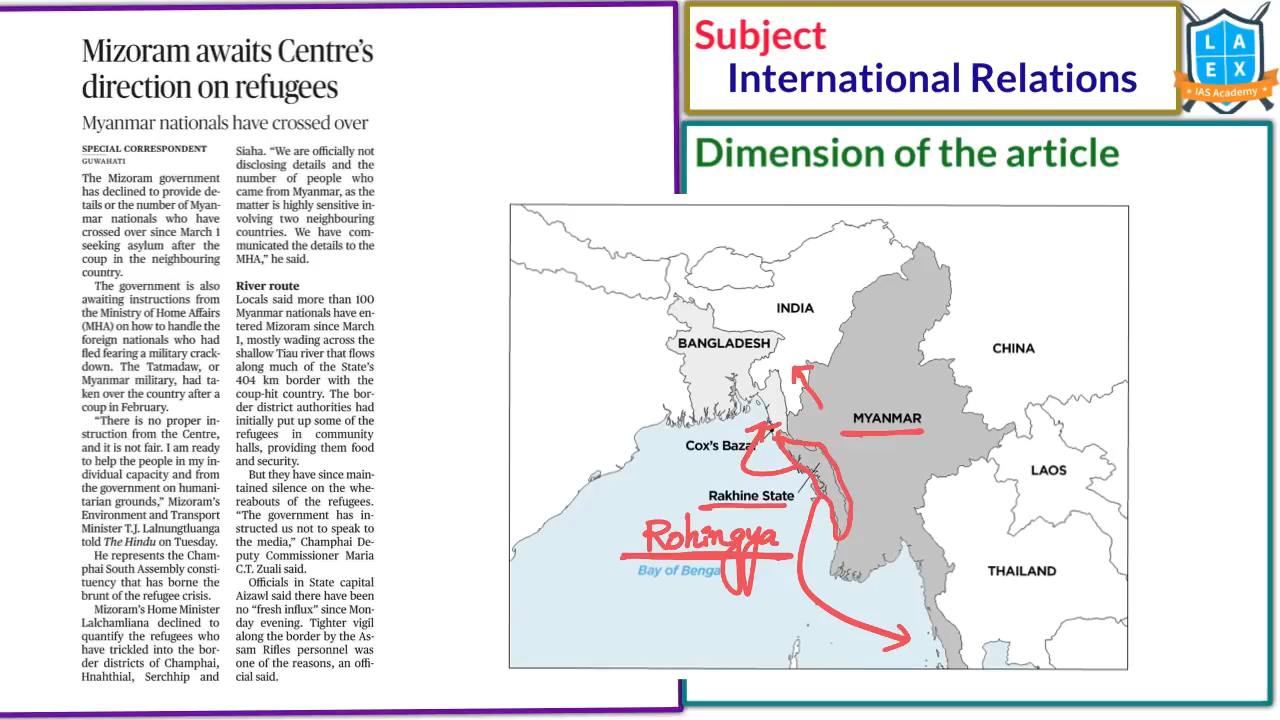 Mizoram awaits Centre's
direction on refugees
Myanmar nationals have crossed over
SPECIAL CORRESPONDENT
GUWAHATI
The Mizoram government
has declined to provide de-
tails or the number of Myan-
mar nationals who have
crossed over since March 1
seeking asylum after the
coup in the neighbouring
country.
The government is also
awaiting instructions from
the Ministry of Home Affairs
(MHA) on how to handle the
foreign nationals who had
fled fearing a military crack-
down. The Tatmadaw, or
Myanmar military, had ta-
ken over the country after a
coup in February.
"There is no proper in-
struction from the Centre,
and it is not fair. I am ready
to help the people in my in-
dividual capacity and from
the government on humani-
tarian grounds," Mizoram's
Environment and Transport
Minister T.J. Lalnungtluanga
told The Hindu on Tuesday.
He represents the Cham-
phai South Assembly consti-
tuency that has borne the
brunt of the refugee crisis.
Mizoram's Home Minister
Lalchamliana declined to
quantify the refugees who
have trickled into the bor-
der districts of Champhai,
Hnahthial, Serchhip and
Siaha. "We are officially not
disclosing details and the
number of people who
came from Myanmar, as the
matter is highly sensitive in-
volving two neighbouring
countries. We have com-
municated the details to the
MHA," he said.
River route
Locals said more than 100
Myanmar nationals have en-
tered Mizoram since March
1, mostly wading across the
shallow Tiau river that flows
along much of the State's
404 km border with the
coup-hit country. The bor-
der district authorities had
initially put up some of the
refugees in community
halls, providing them food
and security.
But they have since main-
tained silence on the whe-
reabouts of the refugees.
"The government has in-
structed us not to speak to
the media," Champhai De-
puty Commissioner Maria
C.T. Zuali said.
Officials in State capital
Aizawl said there have been
no "fresh influx" since Mon-
day evening. Tighter vigil
along the border by the As-
sam Rifles personnel was
one of the reasons, an offi-
cial said.
Subject
International Relations
L A
E X
IAS Academy
Dimension of the article
INDIA
BANGLADESH
CHINA
MYANMAR
Cox's Bazar
LAOS
Rakhine State
Rohingya
Bay of Benga
THAILAND